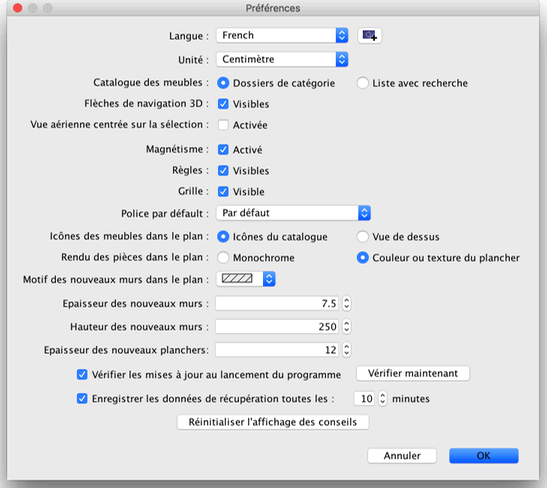 Préférences
Langue : French
Unité : Centimètre
Catalogue des meubles : Dossiers de catégorie Liste avec recherche
Flèches de navigation 3D : Visibles
Vue aérienne centrée sur la sélection : Activée
Magnétisme : Activé
Règles : Visibles
Grille : Visible
Police par défault : Par défaut
Icônes des meubles dans le plan : Icônes du catalogue Vue de dessus
Rendu des pièces dans le plan : Monochrome Couleur ou texture du plancher
Motif des nouveaux murs dans le plan :
Epaisseur des nouveaux murs : 7.5
Hauteur des nouveaux murs : 250
Epaisseur des nouveaux planchers: 12
Vérifier les mises à jour au lancement du programme Vérifier maintenant
Enregistrer les données de récupération toutes les : 10 minutes
Réinitialiser l'affichage des conseils
Annuler OK